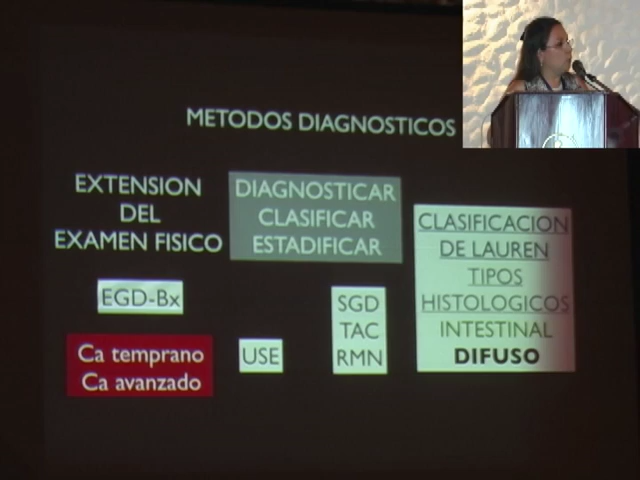 METODOS DIAGNOSTICOS
EXTENSION
DEL
EXAMEN FISICO
DIAGNOSTICAR
CLASIFICAR
ESTADIFICAR
CLASIFICACION
DE LAUREN
TIPOS
HISTOLOGICOS
INTESTINAL
DIFUSO
EGD-Bx
Ca temprano
Ca avanzado
USE
SGD
TAC
RMN